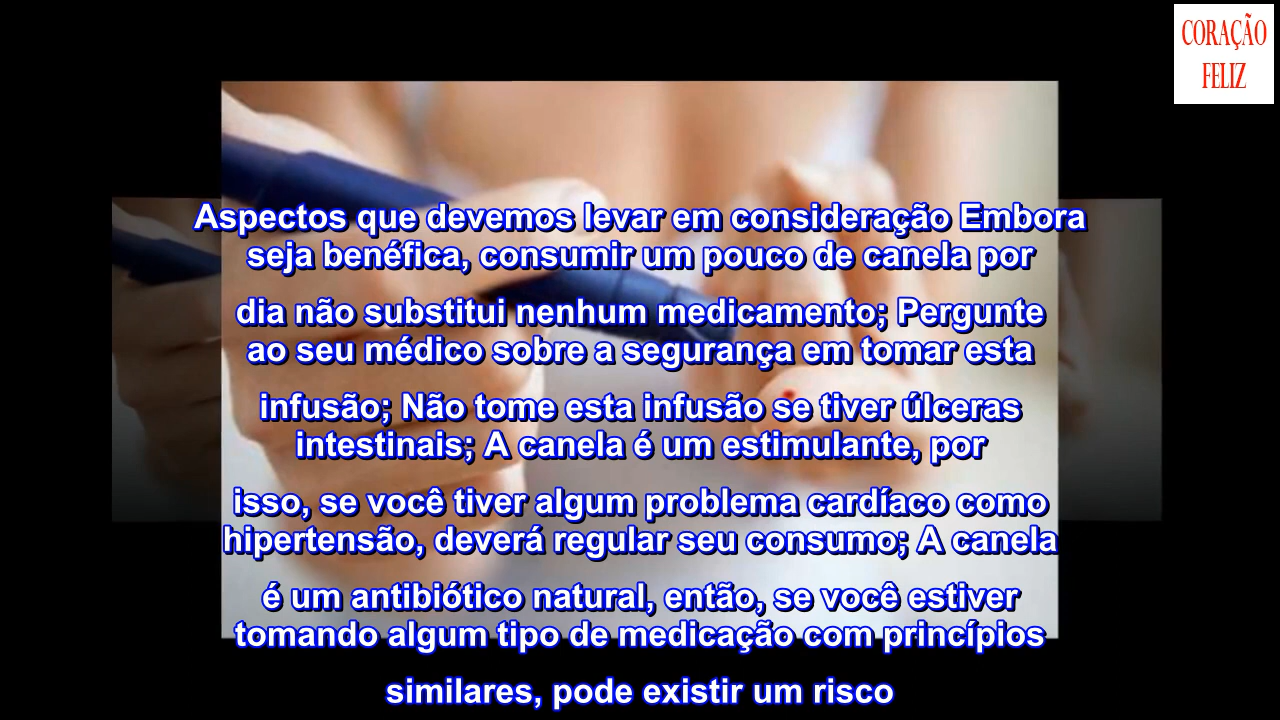 CORAÇÃO
FELIZ
Aspectos que devemos levar em consideração Embora
seja benéfica, consumir um pouco de canela por
dia não substitui nenhum medicamento; Pergunte
ao seu médico sobre a segurança em tomar esta
infusão; Não tome esta infusão se tiver úlceras
intestinais; A canela é um estimulante, por
isso, se você tiver algum problema cardíaco como
hipertensão, deverá regular seu consumo; A canela
é um antibiótico natural, então, se você estiver
tomando algum tipo de medicação com princípios
similares, pode existir um risco